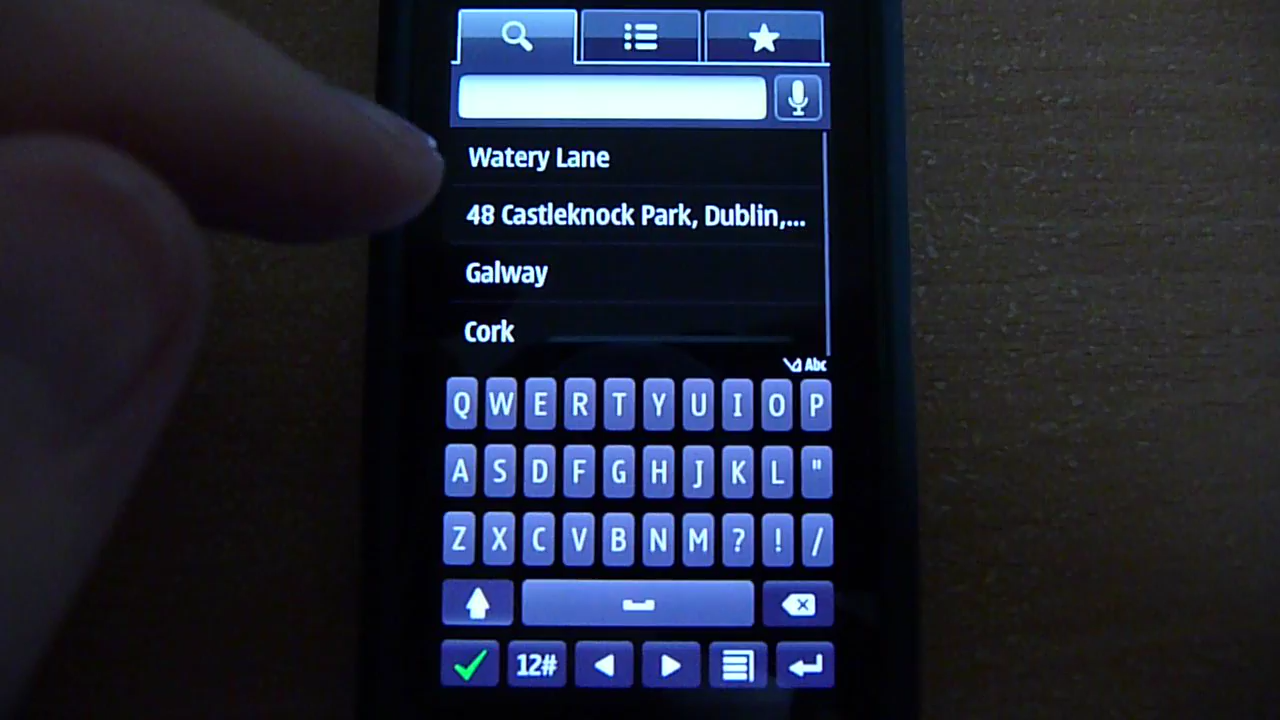 Watery Lane
48 Castleknock Park, Dublin,...
Galway
Cork
Abc
Q W E R T Y U I O P
A S D F G H J K L "
Z X C V B N M ? ! /
12#